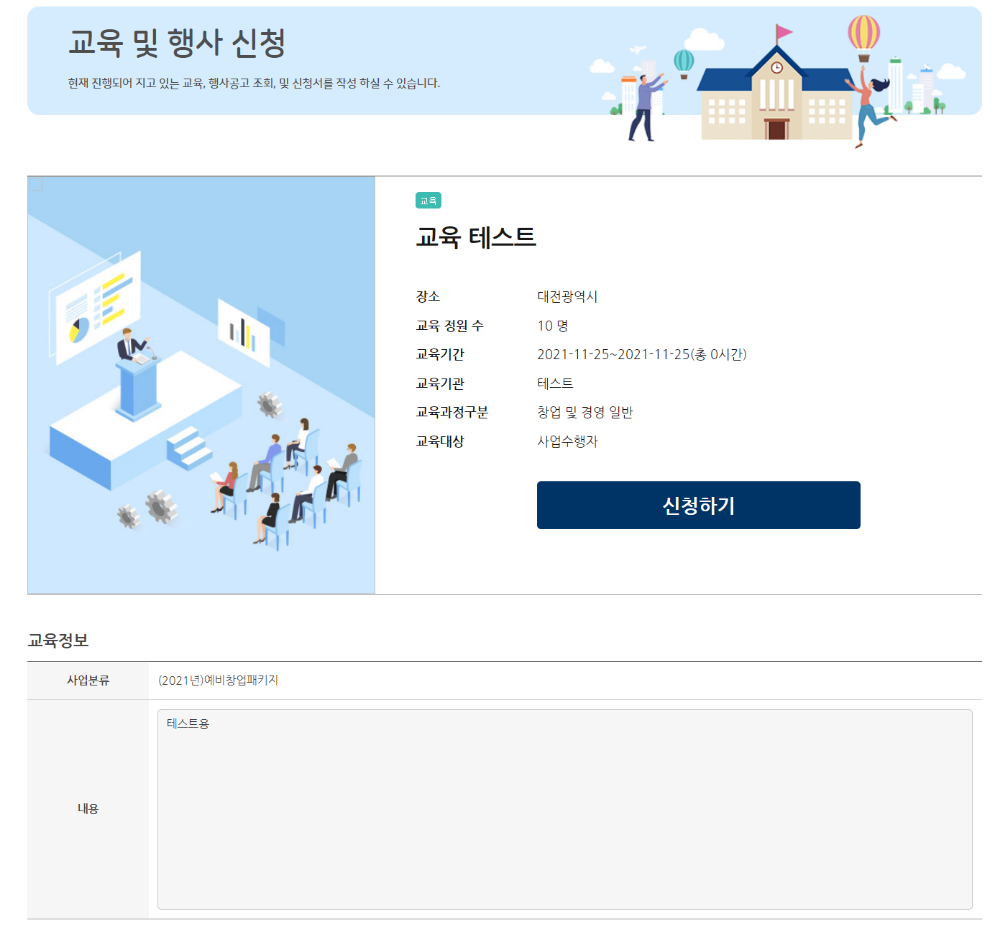 교육 및 행사 신청
현재 진행되어 지고 있는 교육, 행사공고 조회, 및 신청서를 작성 하실 수 있습니다.
교육
교육 테스트
장소 대전광역시
교육 정원 수 10 명
교육기간 2021-11-25~2021-11-25(총 0시간)
교육기관 테스트
교육과정구분 창업 및 경영 일반
교육대상 사업수행자
신청하기
교육정보
사업분류 (2021년)예비창업패키지
내용 테스트용